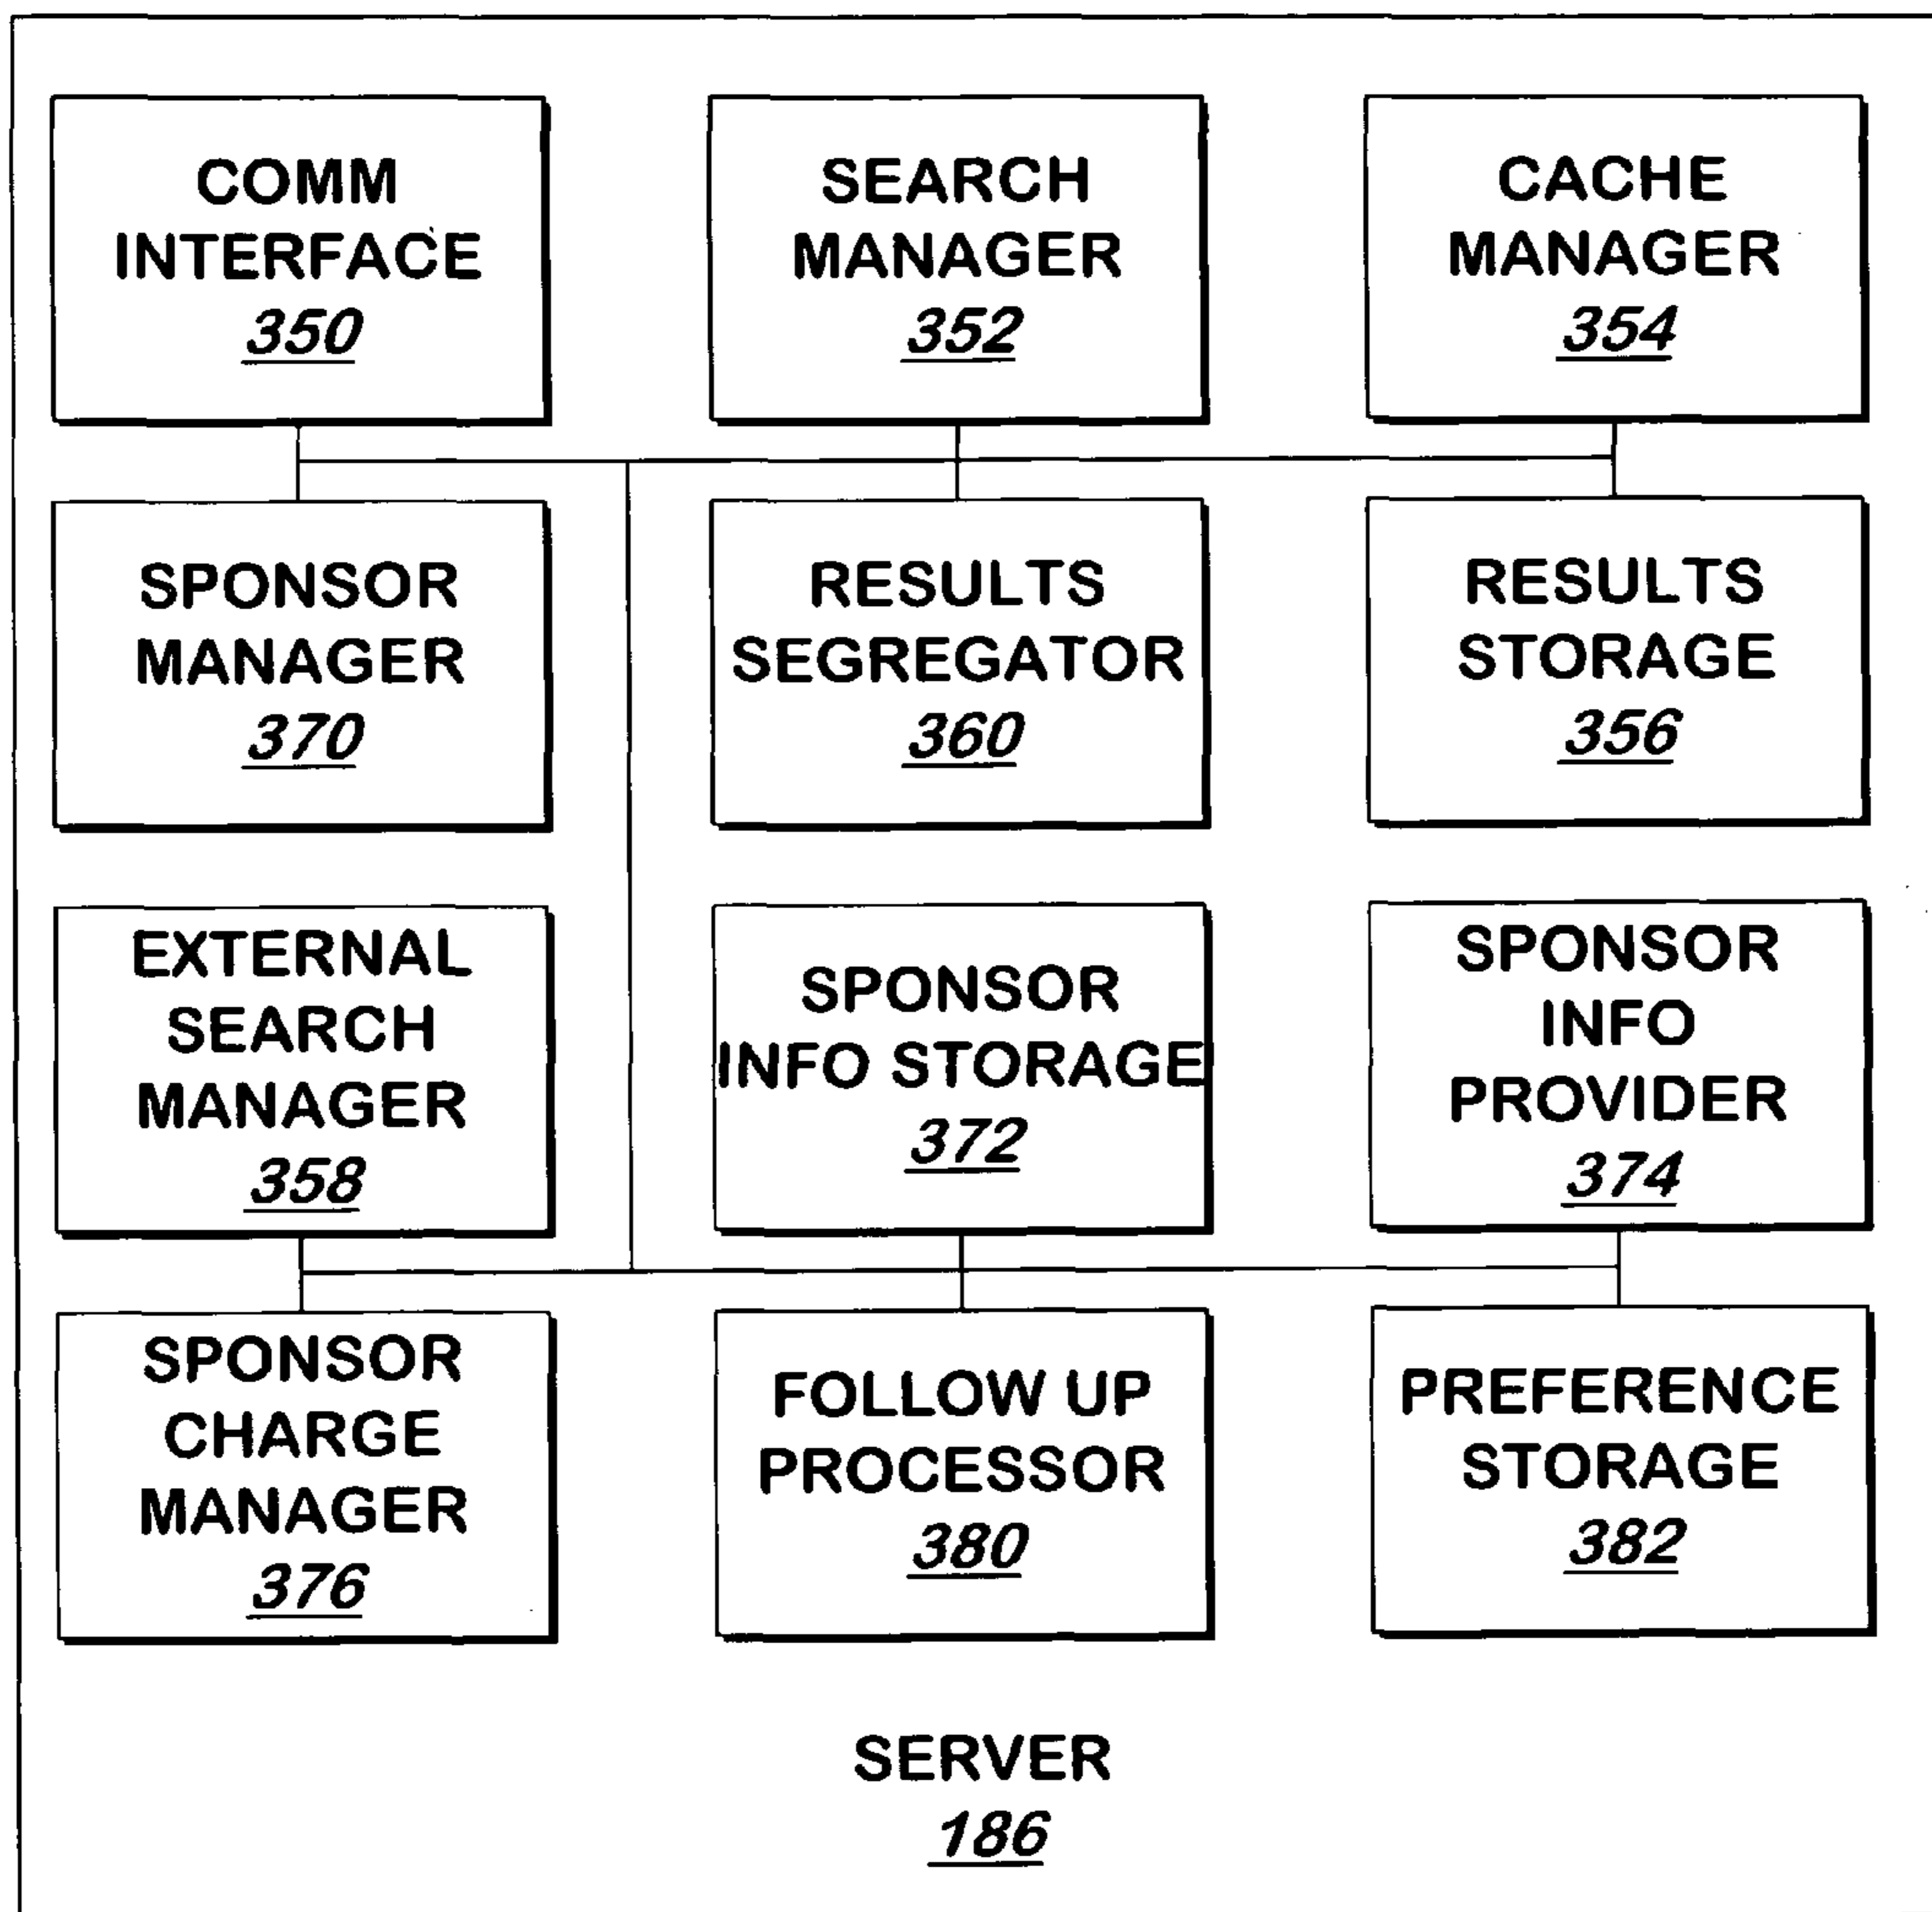 COMM
INTERFACE
350
SEARCH
MANAGER
352
CACHE
MANAGER
354
SPONSOR
MANAGER
370
RESULTS
SEGREGATOR
360
RESULTS
STORAGE
356
EXTERNAL
SEARCH
MANAGER
358
SPONSOR
INFO STORAGE
372
SPONSOR
INFO
PROVIDER
374
SPONSOR
CHARGE
MANAGER
376
FOLLOW UP
PROCESSOR
380
PREFERENCE
STORAGE
382
SERVER
186